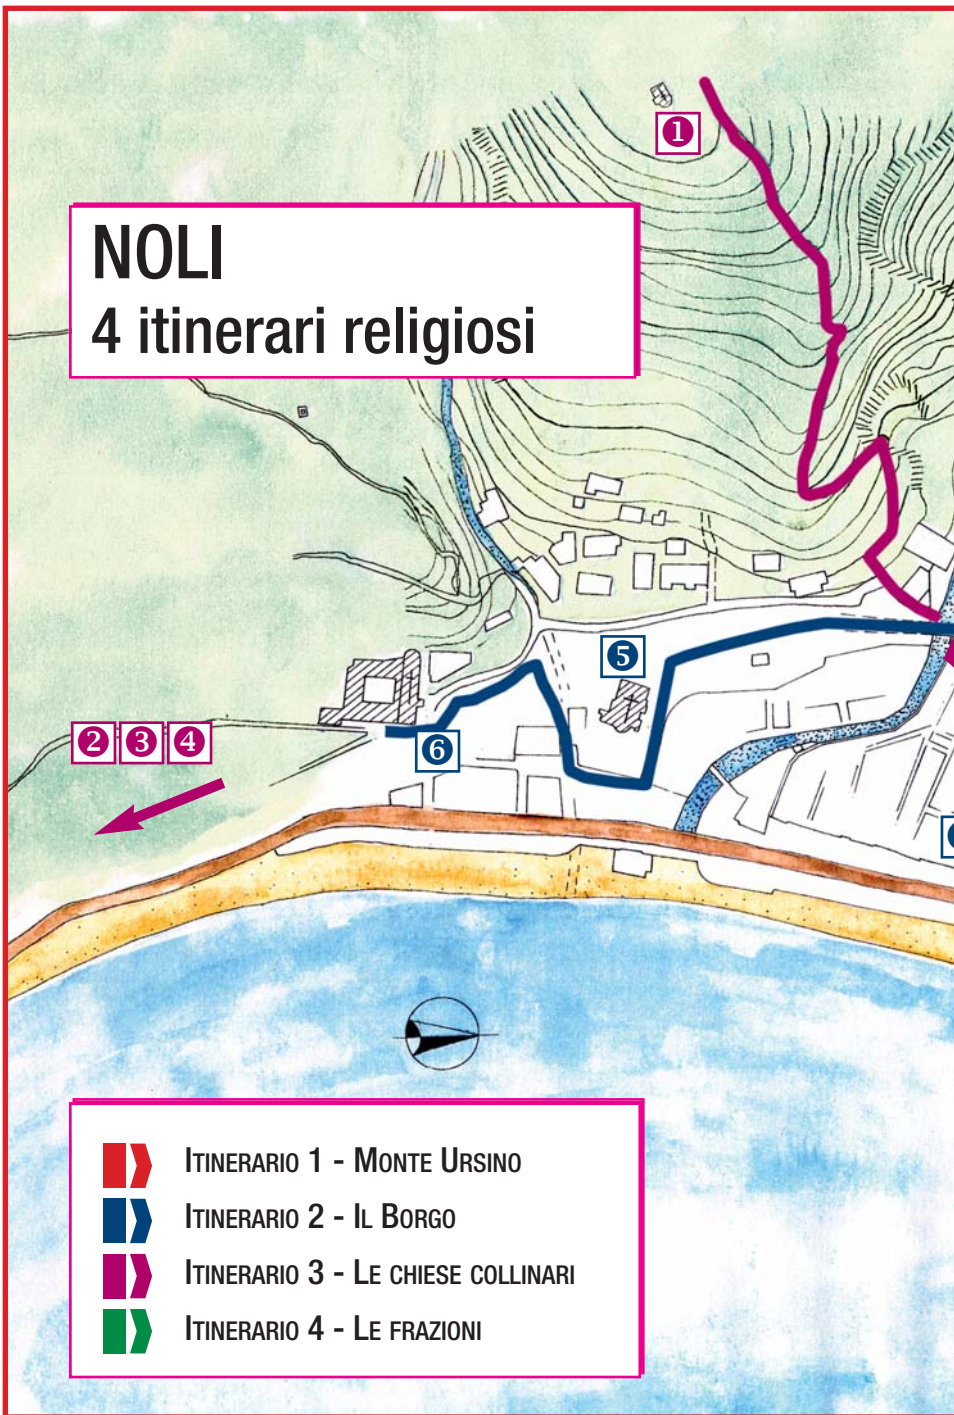 NOLI
4 itinerari religiosi
1
5
6
2 3 4
ITINERARIO 1 - MONTE URSINO
ITINERARIO 2 - IL BORGO
ITINERARIO 3 - LE CHIESE COLLINARI
ITINERARIO 4 - LE FRAZIONI